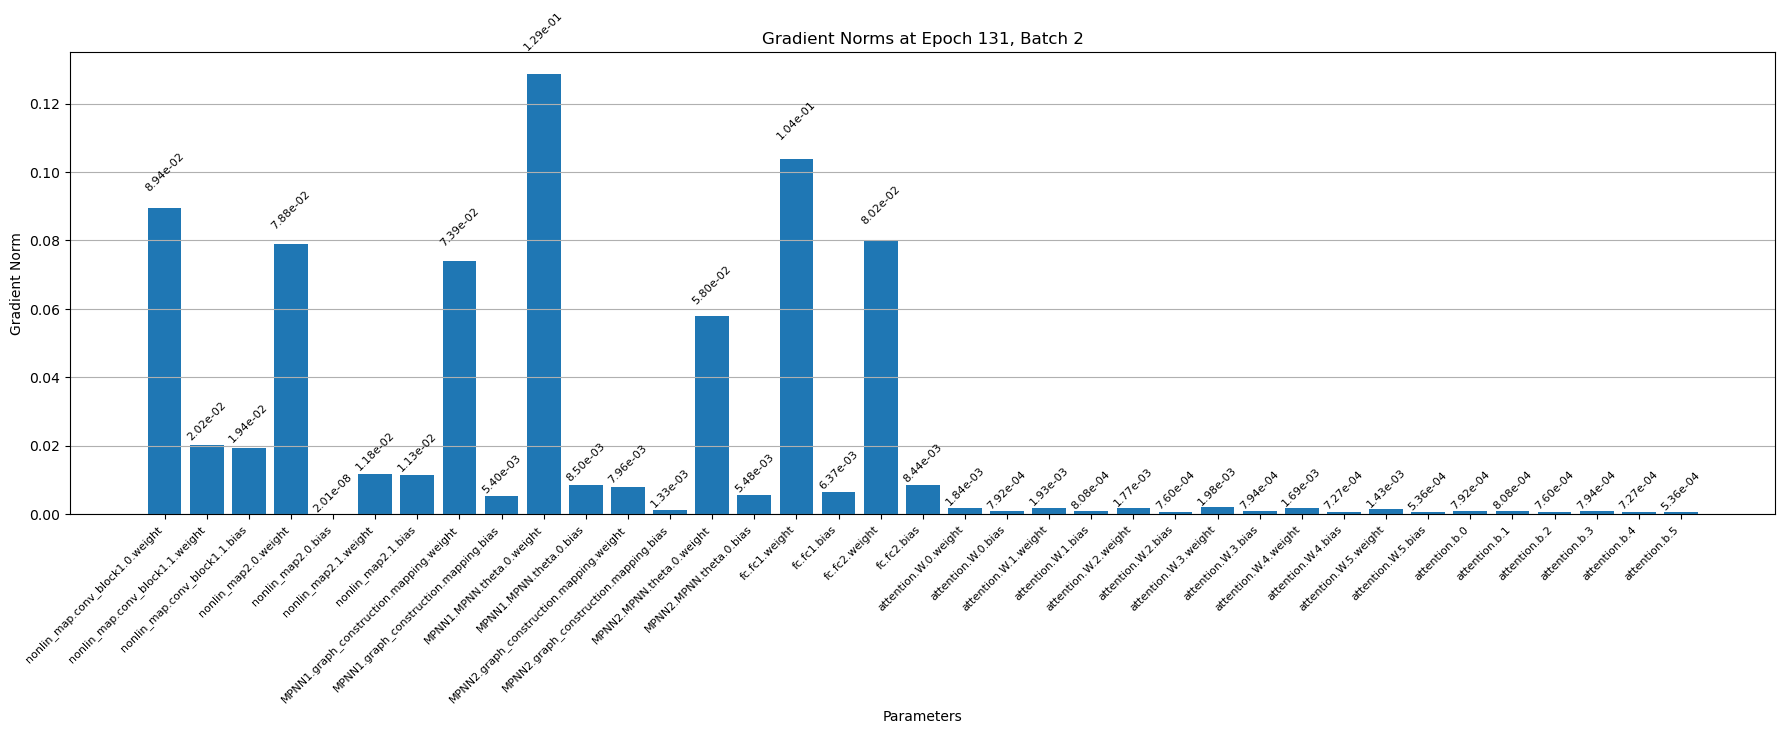 Gradient Norms at Epoch 131, Batch 2
Gradient Norm
0.12
0.10
0.08
0.06
0.04
0.02
0.00
8.94e-02
2.02e-02
1.94e-02
7.88e-02
2.01e-08
1.18e-02
1.13e-02
7.39e-02
5.40e-03
1.29e-01
8.50e-03
7.96e-03
1.33e-03
5.80e-02
5.48e-03
1.04e-01
6.37e-03
8.02e-02
8.44e-03
1.84e-03
7.92e-04
1.93e-03
8.08e-04
1.77e-03
7.60e-04
1.98e-03
7.94e-04
1.69e-03
7.27e-04
1.43e-03
5.36e-04
7.92e-04
8.08e-04
7.60e-04
7.94e-04
7.27e-04
5.36e-04
nonlin_map.conv_block1.0.weight
nonlin_map.conv_block1.1.weight
nonlin_map.conv_block1.1.bias
nonlin_map2.0.weight
nonlin_map2.0.bias
nonlin_map2.1.weight
nonlin_map2.1.bias
MPNN1.graph_construction.mapping.weight
MPNN1.graph_construction.mapping.bias
MPNN1.MPNN.theta.0.weight
MPNN1.MPNN.theta.0.bias
MPNN2.graph_construction.mapping.weight
MPNN2.graph_construction.mapping.bias
MPNN2.MPNN.theta.0.weight
MPNN2.MPNN.theta.0.bias
fc.fc1.weight
fc.fc1.bias
fc.fc2.weight
fc.fc2.bias
attention.W.0.weight
attention.W.0.bias
attention.W.1.weight
attention.W.1.bias
attention.W.2.weight
attention.W.2.bias
attention.W.3.weight
attention.W.3.bias
attention.W.4.weight
attention.W.4.bias
attention.W.5.weight
attention.W.5.bias
attention.b.0
attention.b.1
attention.b.2
attention.b.3
attention.b.4
attention.b.5
Parameters